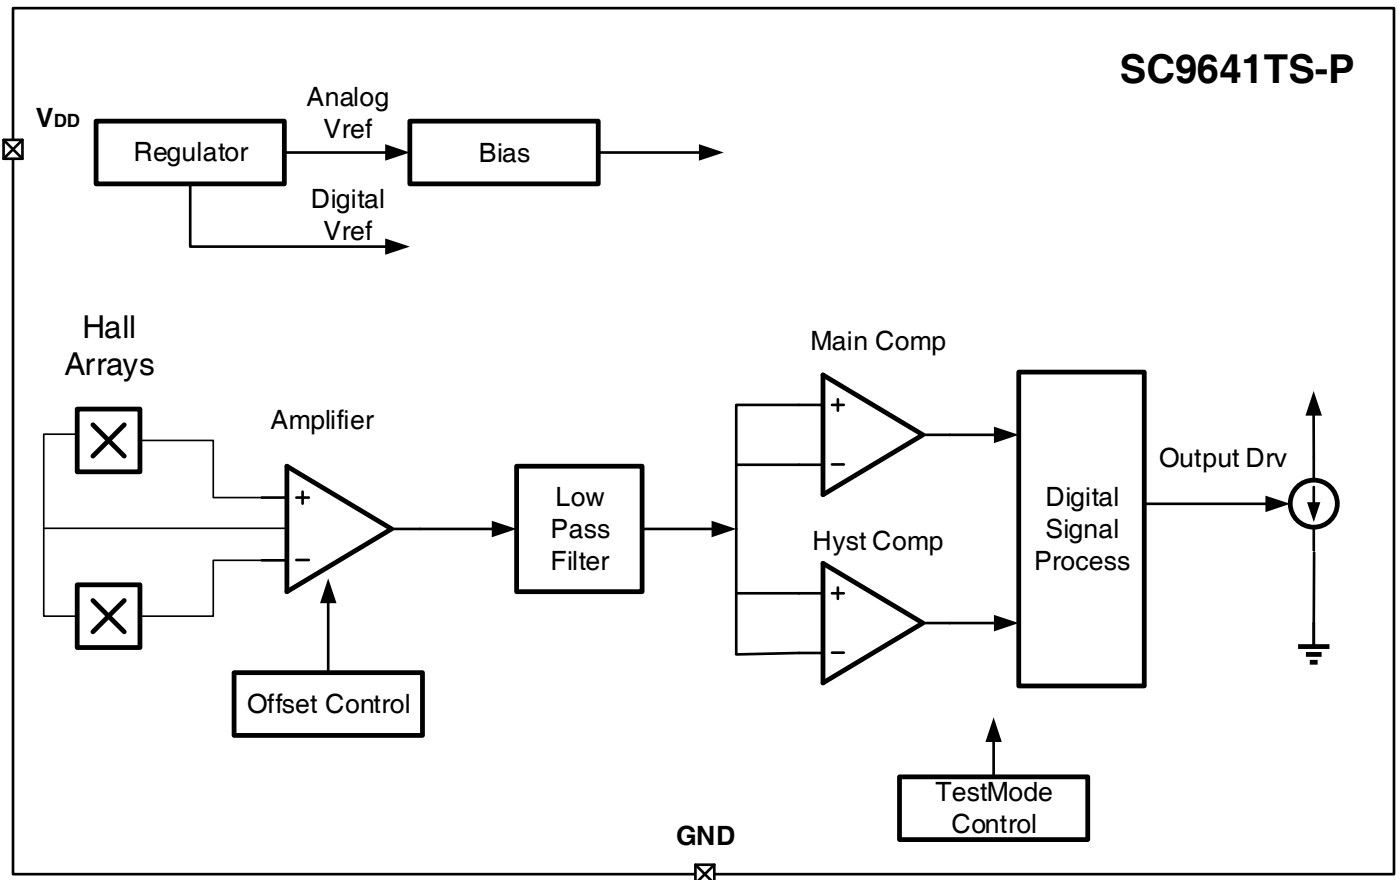 SC9641TS-P
VDD
Analog
Vref
Regulator
Bias
Digital
Vref
Hall
Arrays
Amplifier
+
−
Offset Control
Low
Pass
Filter
Main Comp
+
−
Hyst Comp
+
−
Digital
Signal
Process
Output Drv
TestMode
Control
GND